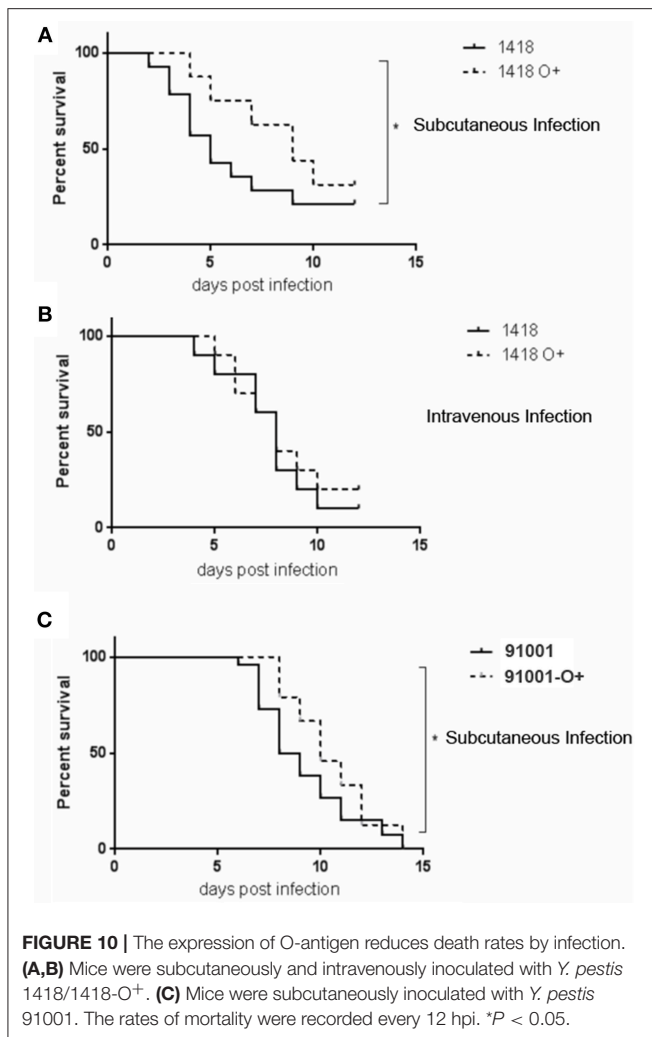 A
100
50
0
0
5
10
15
Percent survival
days post infection
1418
1418 O+
* Subcutaneous Infection
B
100
50
0
0
5
10
15
Percent survival
days post infection
1418
1418 O+
Intravenous Infection
C
100
50
0
0
5
10
15
Percent survival
days post infection
91001
91001-O+
* Subcutaneous Infection
FIGURE 10 | The expression of O-antigen reduces death rates by infection.
(A,B) Mice were subcutaneously and intravenously inoculated with Y. pestis
1418/1418-O⁺. (C) Mice were subcutaneously inoculated with Y. pestis
91001. The rates of mortality were recorded every 12 hpi. *P < 0.05.